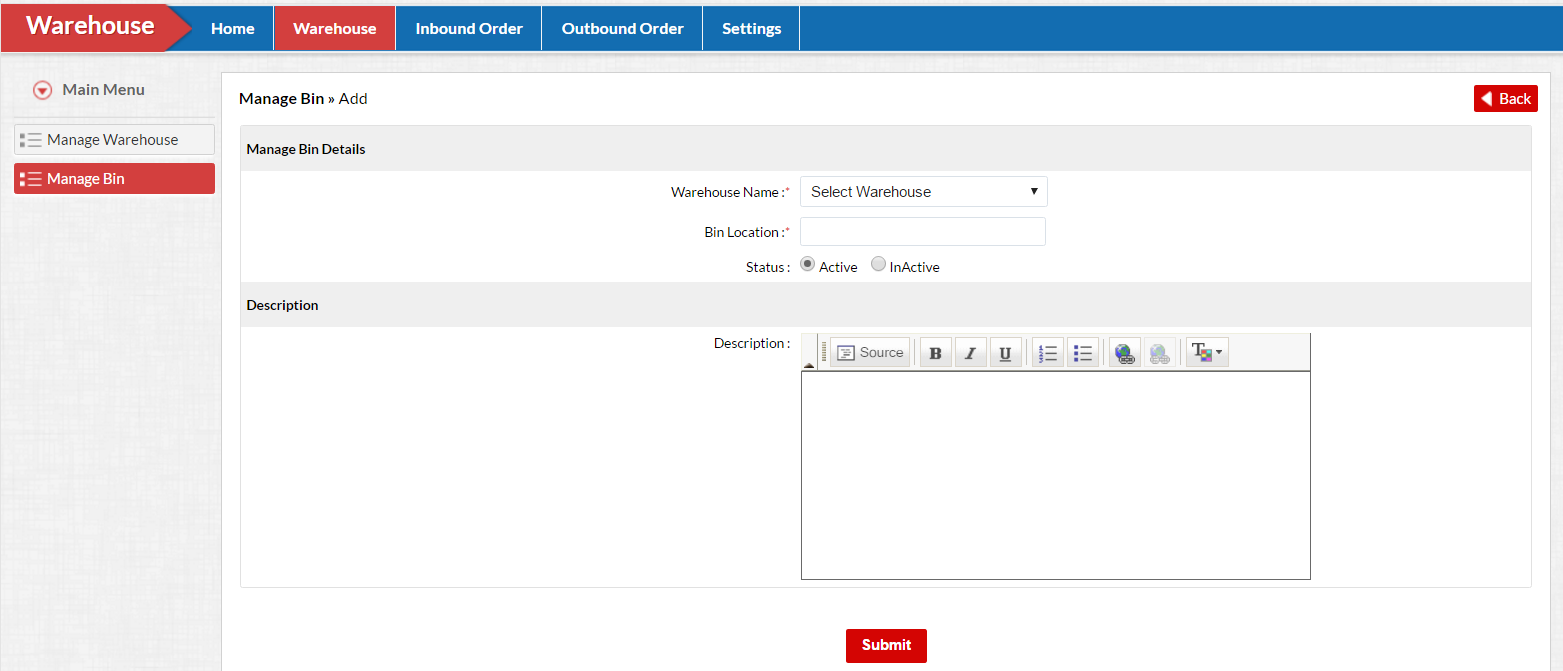 Warehouse
Home Warehouse Inbound Order Outbound Order Settings
Main Menu
Manage Warehouse
Manage Bin
Manage Bin » Add
Back
Manage Bin Details
Warehouse Name :* Select Warehouse
Bin Location :*
Status : Active InActive
Description
Description : Source B I U
Submit